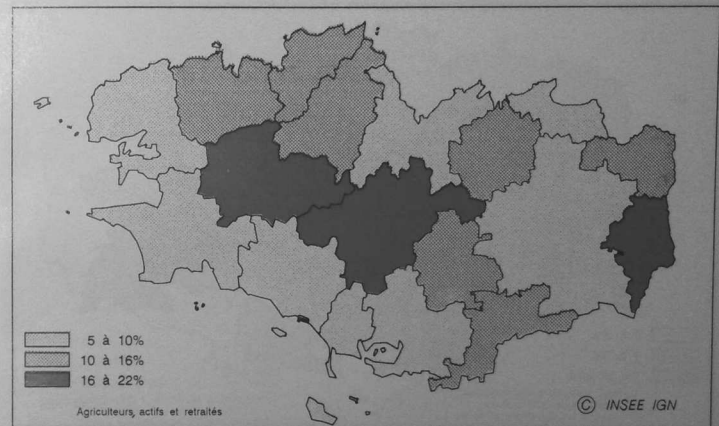 5 à 10%
10 à 16%
16 à 22%
Agriculteurs, actifs et retraités
© INSEE IGN